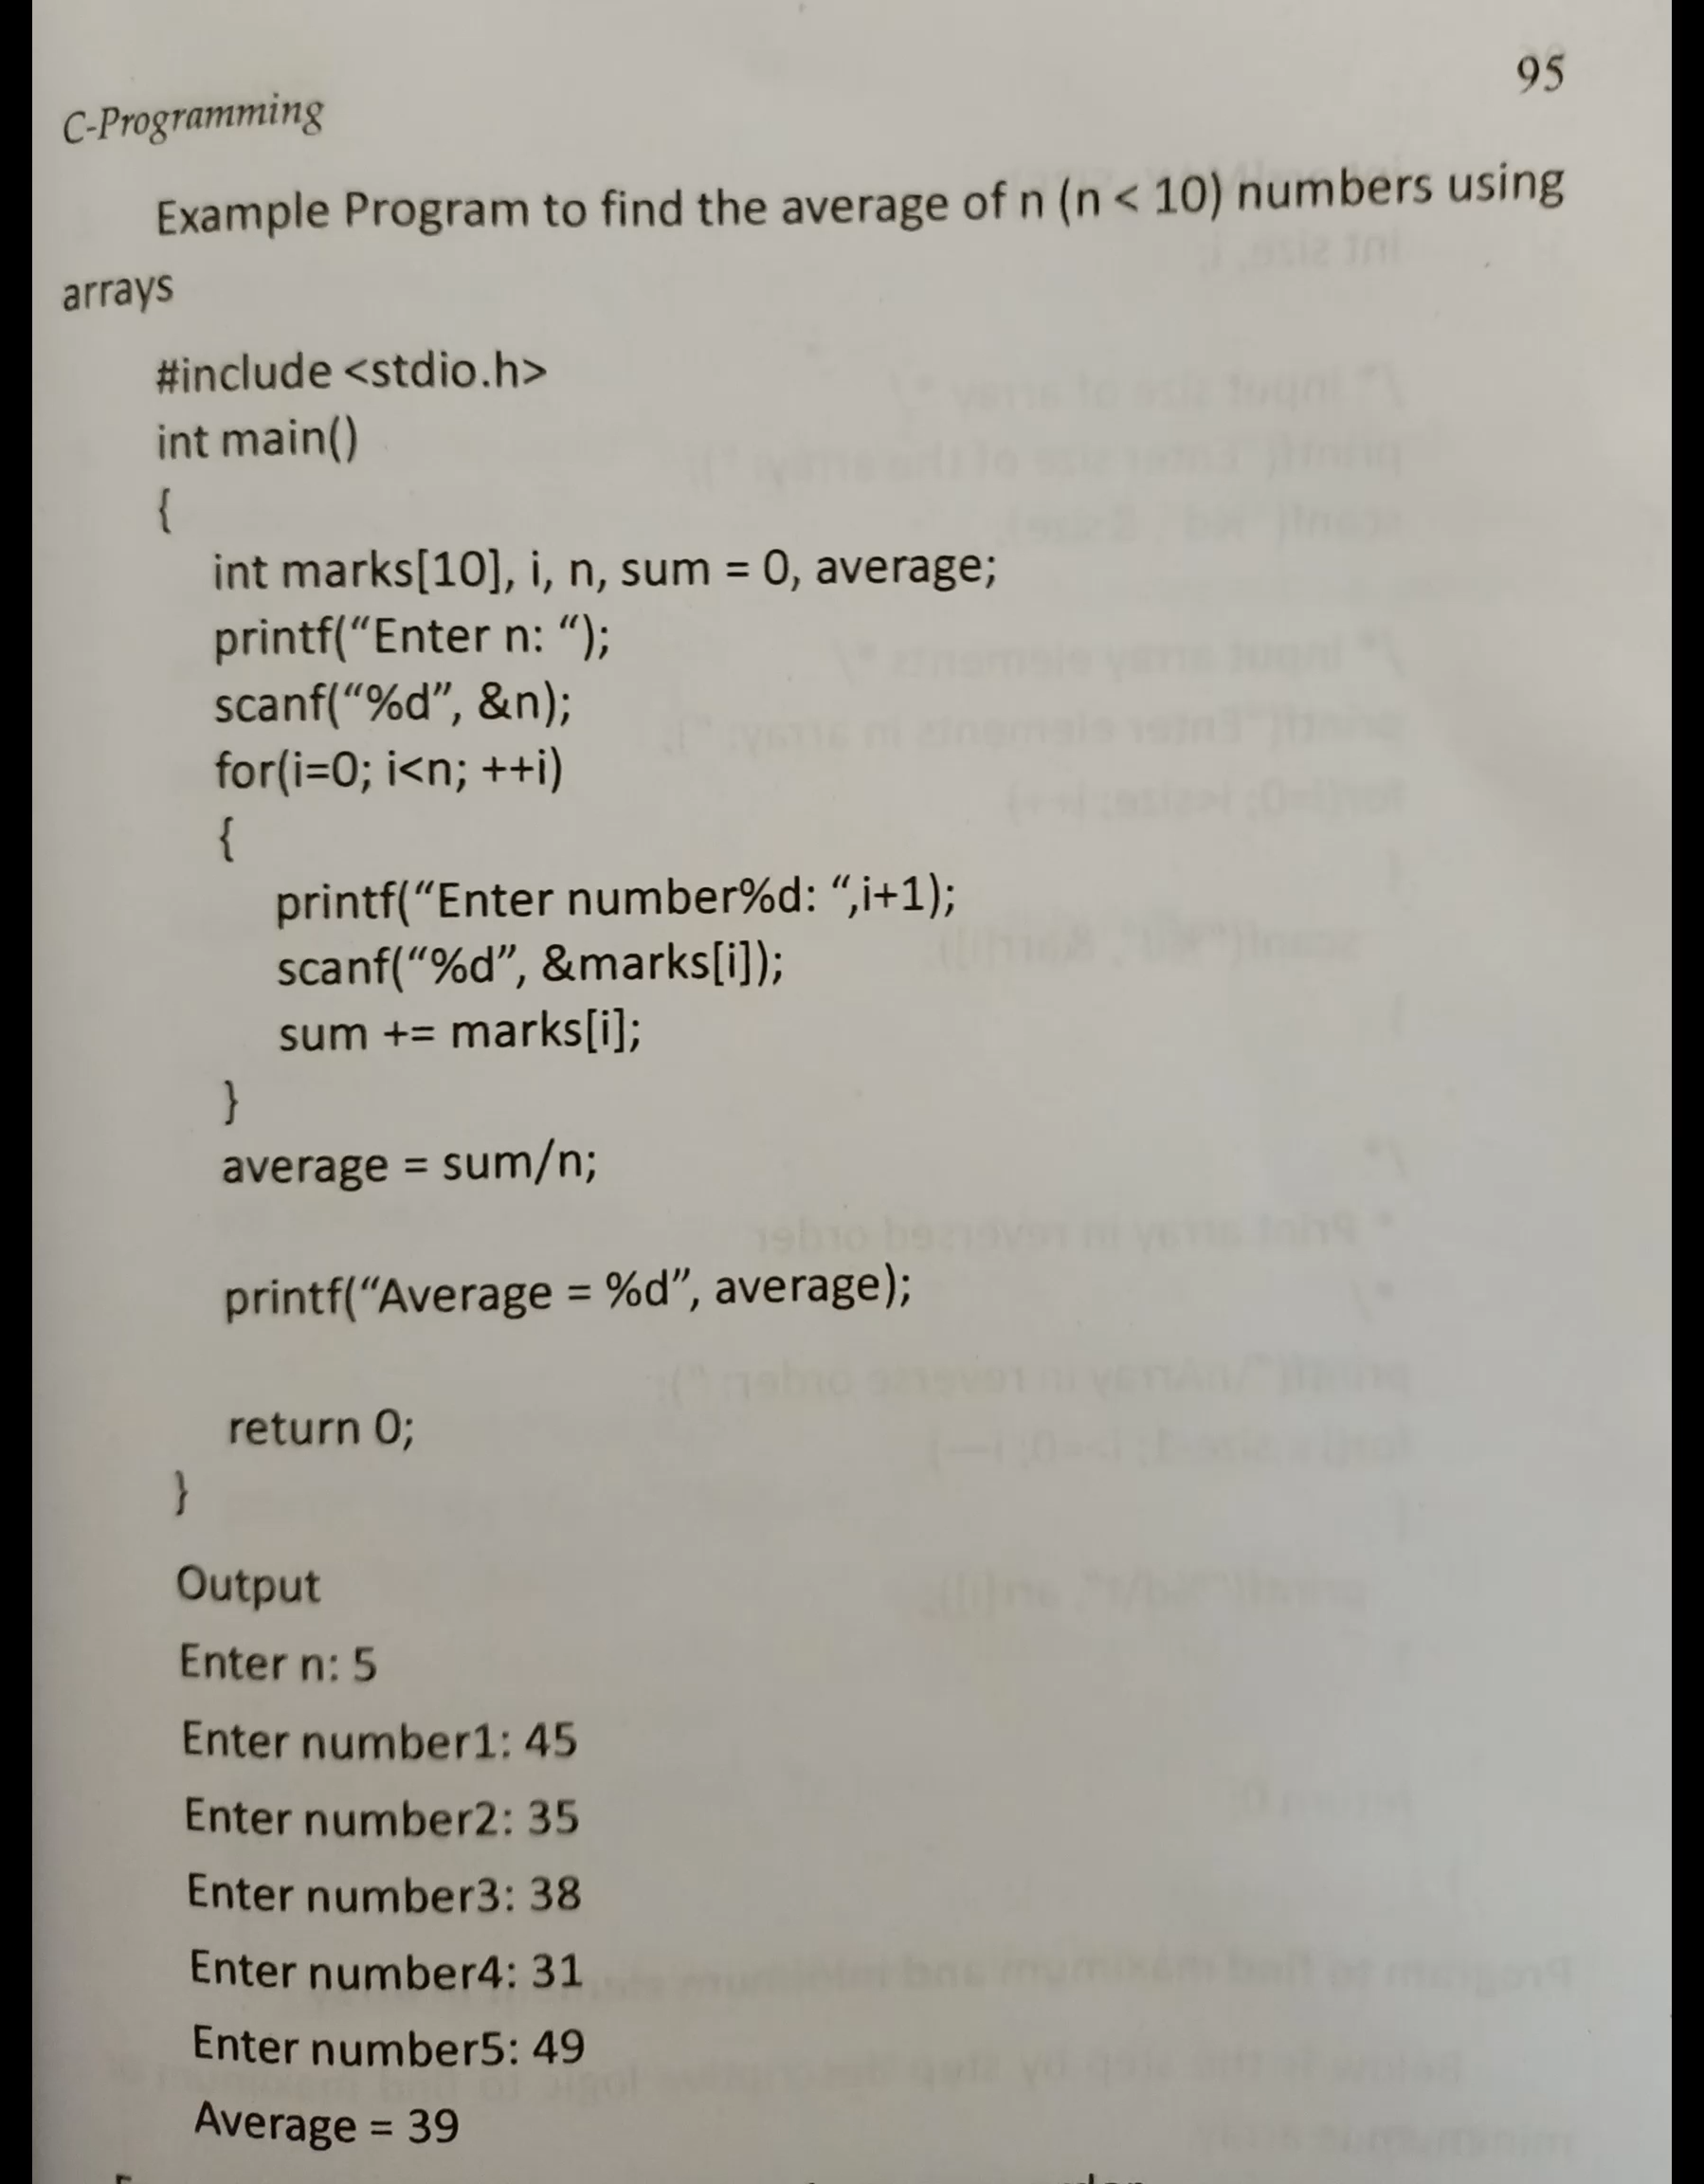 95
C-Programming
Example Program to find the average of n (n < 10) numbers using
arrays
#include <stdio.h>
int main()
{
int marks[10], i, n, sum = 0, average;
printf(“Enter n: “);
scanf(“%d”, &n);
for(i=0; i<n; ++i)
{
printf(“Enter number%d: “,i+1);
scanf(“%d”, &marks[i]);
sum += marks[i];
}
average = sum/n;
printf(“Average = %d”, average);
return 0;
}
Output
Enter n: 5
Enter number1: 45
Enter number2: 35
Enter number3: 38
Enter number4: 31
Enter number5: 49
Average = 39